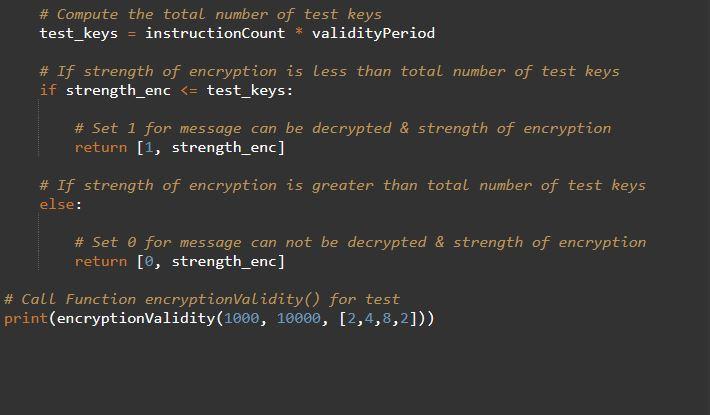 # Compute the total number of test keys
test_keys = instructionCount * validityPeriod
# If strength of encryption is less than total number of test keys
if strength_enc <= test_keys:
# Set 1 for message can be decrypted & strength of encryption
return [1, strength_enc]
# If strength of encryption is greater than total number of test keys
else:
# Set 0 for message can not be decrypted & strength of encryption
return [0, strength_enc]
# Call Function encryptionValidity() for test
print(encryptionValidity(1000, 10000, [2,4,8,2]))